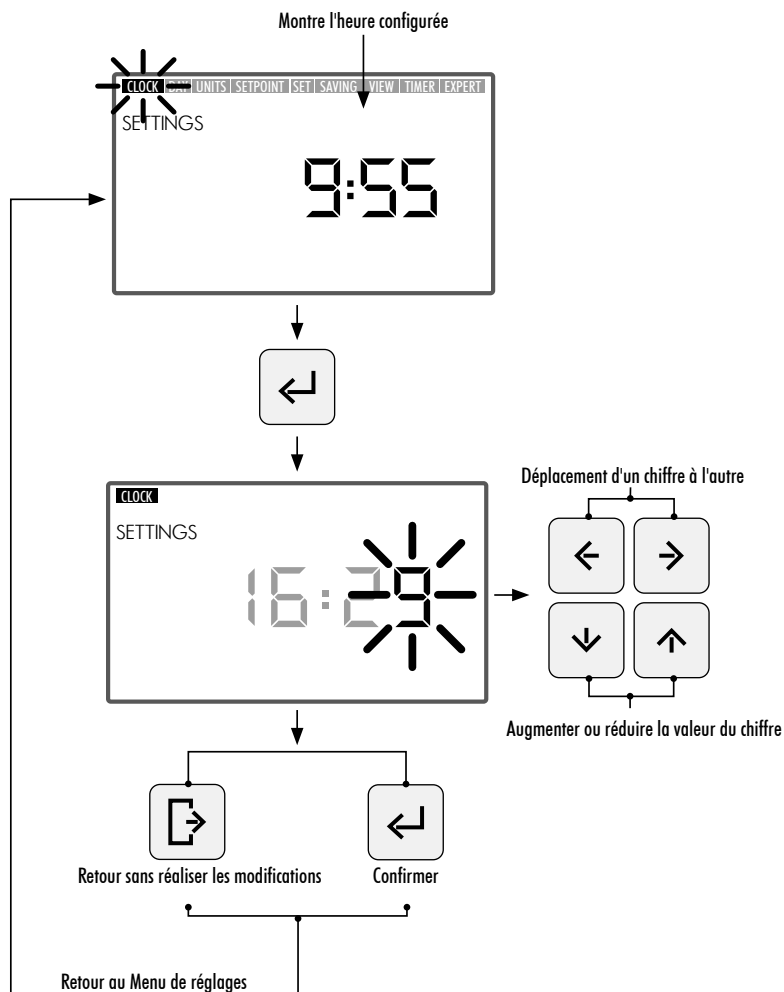 Montre l'heure configurée
CLOCK DAY UNITS SETPOINT SET SAVING VIEW TIMER EXPERT
SETTINGS
9:55
CLOCK
SETTINGS
16:29
Déplacement d'un chiffre à l'autre
Augmenter ou réduire la valeur du chiffre
Retour sans réaliser les modifications
Confirmer
Retour au Menu de réglages